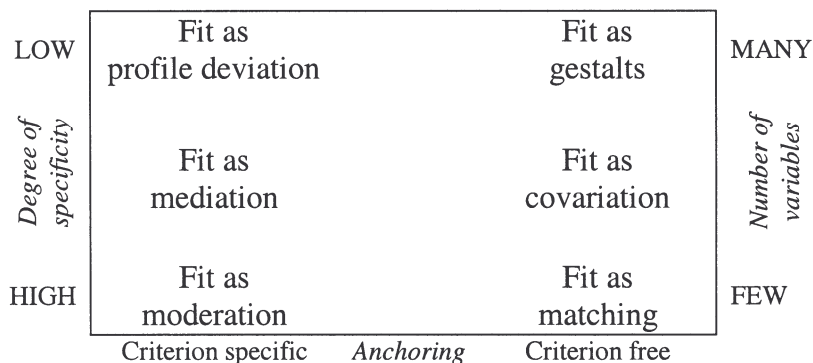 LOW
Fit as
profile deviation
Fit as
gestalts
MANY
Degree of
specificity
Fit as
mediation
Fit as
covariation
Number of
variables
HIGH
Fit as
moderation
Fit as
matching
FEW
Criterion specific
Anchoring
Criterion free